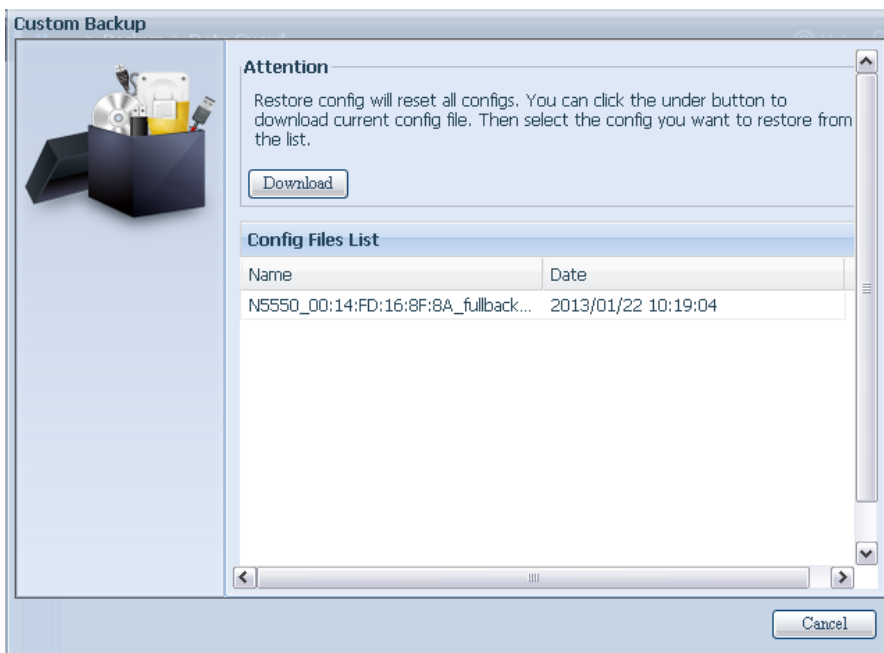 Custom Backup
Attention
Restore config will reset all configs. You can click the under button to
download current config file. Then select the config you want to restore from
the list.
Download
Config Files List
Name Date
N5550_00:14:FD:16:8F:8A_fullback... 2013/01/22 10:19:04
Cancel